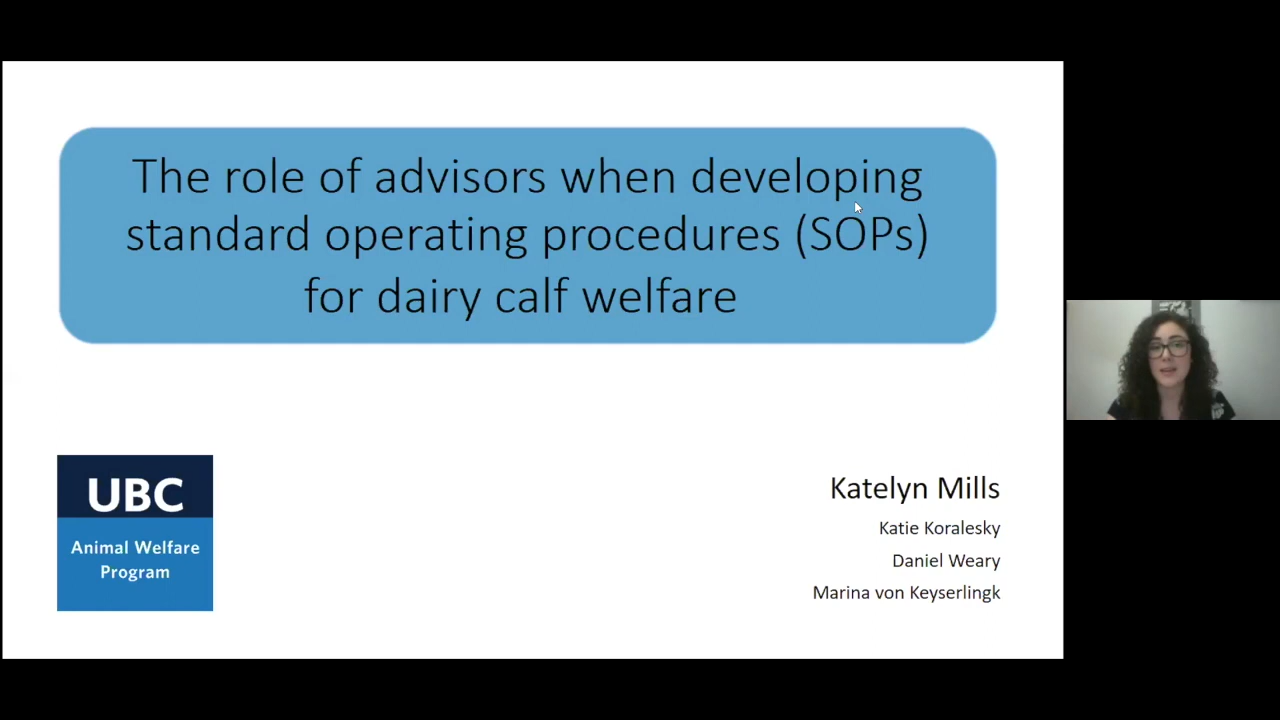 The role of advisors when developing
standard operating procedures (SOPs)
for dairy calf welfare
UBC
Animal Welfare
Program
Katelyn Mills
Katie Koralesky
Daniel Weary
Marina von Keyserlingk